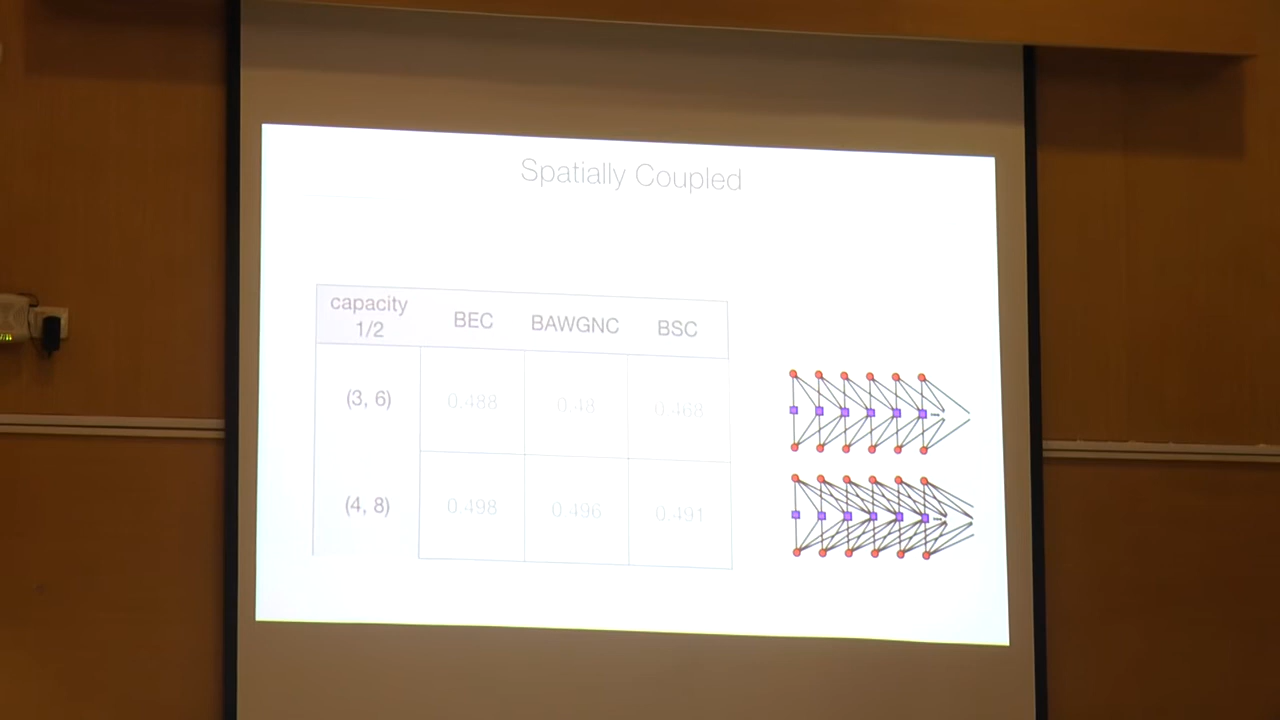 Spatially Coupled
capacity
1/2
BEC
BAWGNC
BSC
(3, 6)
0.488
0.48
0.468
(4, 8)
0.498
0.496
0.491